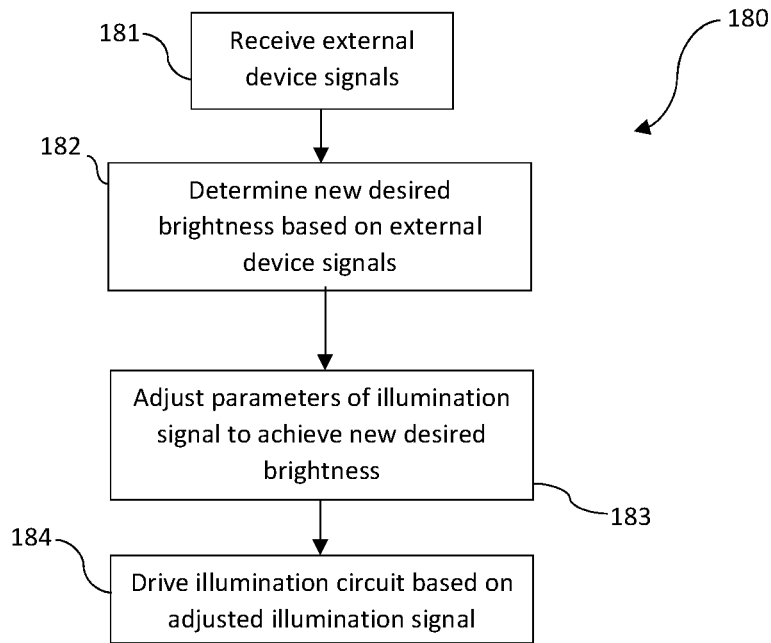 180
181
Receive external
device signals
182
Determine new desired
brightness based on external
device signals
Adjust parameters of illumination
signal to achieve new desired
brightness
183
184
Drive illumination circuit based on
adjusted illumination signal